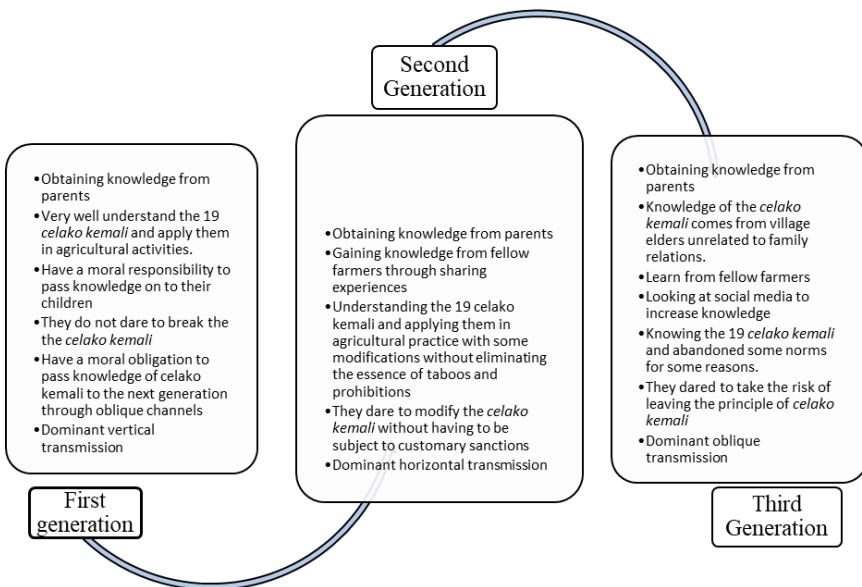 Second
Generation
•Obtaining knowledge from
parents
•Very well understand the 19
celako kemali and apply them
in agricultural activities.
•Have a moral responsibility to
pass knowledge on to their
children
•They do not dare to break the
the celako kemali
•Have a moral obligation to
pass knowledge of celako
kemali to the next generation
through oblique channels
•Dominant vertical
transmission
First
generation
•Obtaining knowledge from parents
•Gaining knowledge from fellow
farmers through sharing
experiences
•Understanding the 19 celako
kemali and applying them in
agricultural practice with some
modifications without eliminating
the essence of taboos and
prohibitions
•They dare to modify the celako
kemali without having to be
subject to customary sanctions
•Dominant horizontal transmission
•Obtaining knowledge from
parents
•Knowledge of the celako
kemali comes from village
elders unrelated to family
relations.
•Learn from fellow farmers
•Looking at social media to
increase knowledge
•Knowing the 19 celako kemali
and abandoned some norms
for some reasons.
•They dared to take the risk of
leaving the principle of celako
kemali
•Dominant oblique
transmission
Third
Generation